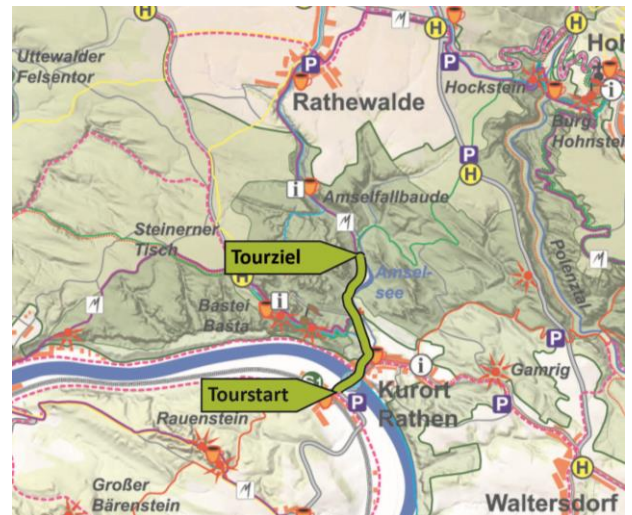 Uttewalder
Felsentor
H
H
P
Rathewalde
P
Hockstein
Hoh
i
Burg
Hohnstein
P
H
i
Amselfallbaude
Steinerner
Tisch
Polenztal
Tourziel
H
Amsel-
see
i
Bastei
Basta
P
i
Gamrig
Tourstart
P
Kurort
Rathen
P
Rauenstein
H
Großer
Bärenstein
Waltersdorf